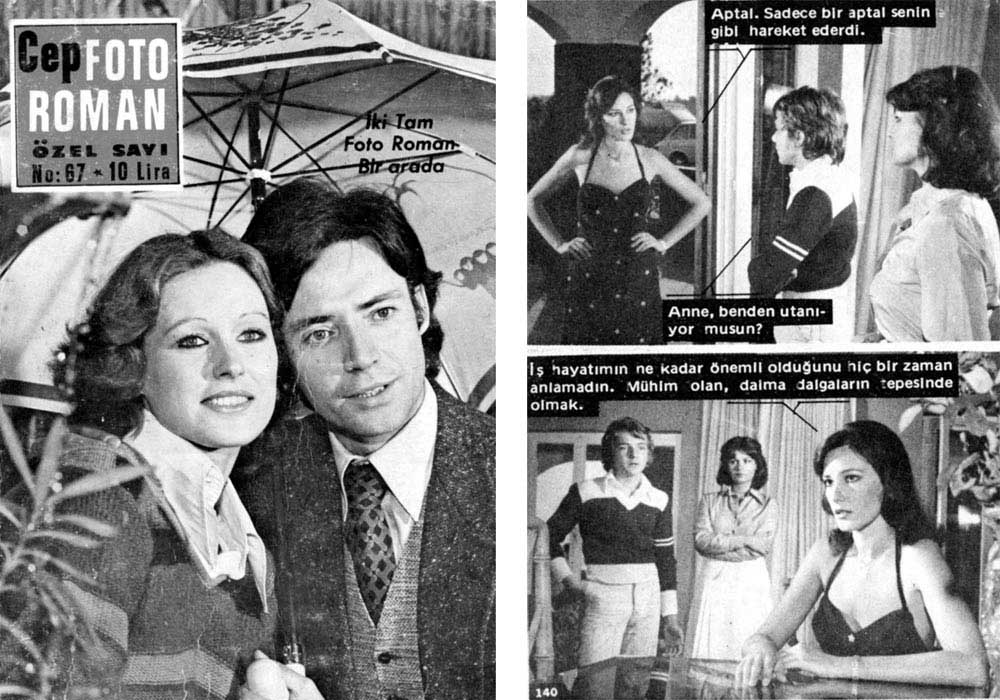 Cep FOTO
ROMAN
ÖZEL SAYI
No: 67 * 10 Lira
İki Tam
Foto Roman
Bir arada
Aptal. Sadece bir aptal senin
gibi hareket ederdi.
Anne, benden utanı-
yor musun?
İş hayatımın ne kadar önemli olduğunu hiç bir zaman
anlamadın. Mühim olan, daima dalgaların tepesinde
olmak.
140